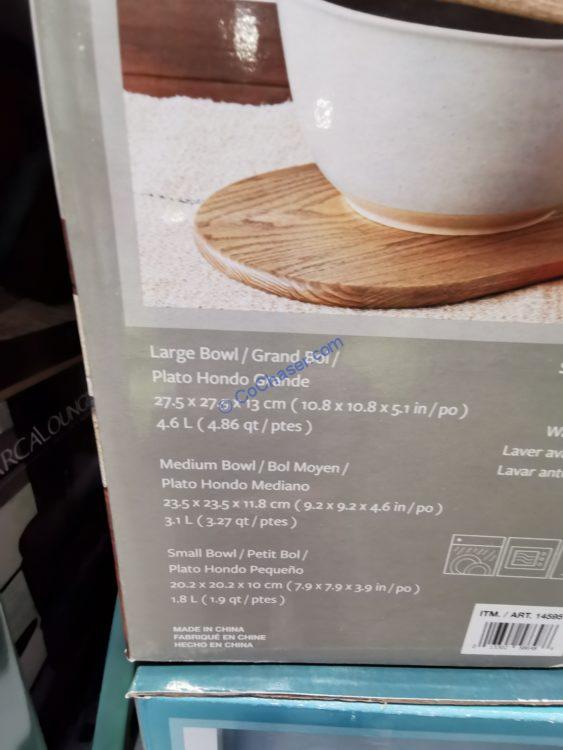 Large Bowl / Grand Bol /
Plato Hondo Grande
27.5 x 27.5 x 13 cm ( 10.8 x 10.8 x 5.1 in / po )
4.6 L ( 4.86 qt / ptes )
Medium Bowl / Bol Moyen /
Plato Hondo Mediano
23.5 x 23.5 x 11.8 cm ( 9.2 x 9.2 x 4.6 in / po )
3.1 L ( 3.27 qt / ptes )
Small Bowl / Petit Bol /
Plato Hondo Pequeño
20.2 x 20.2 x 10 cm ( 7.9 x 7.9 x 3.9 in / po )
1.8 L ( 1.9 qt / ptes )
MADE IN CHINA
FABRIQUÉ EN CHINE
HECHO EN CHINA
Laver
Lavar
ITM. / ART.
© CoChaser.com
ARCALOUNG